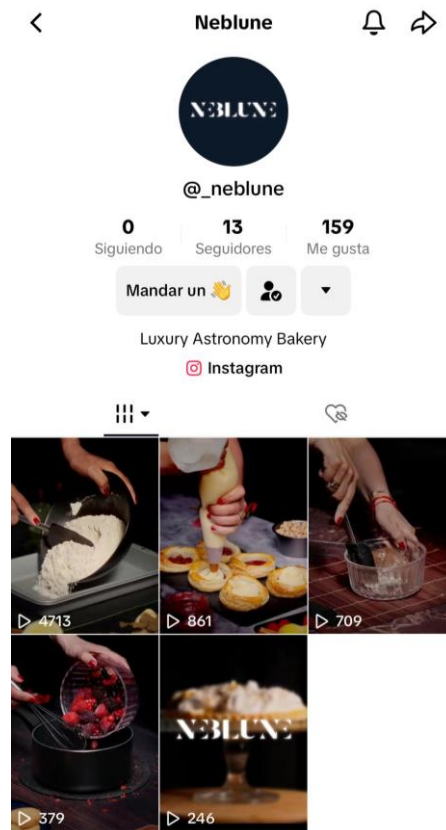 Neblune
NEBLUNE
@_neblune
0 13 159
Siguiendo Seguidores Me gusta
Mandar un 👋
Luxury Astronomy Bakery
Instagram
4713 861 709
NEBLUNE
379 246